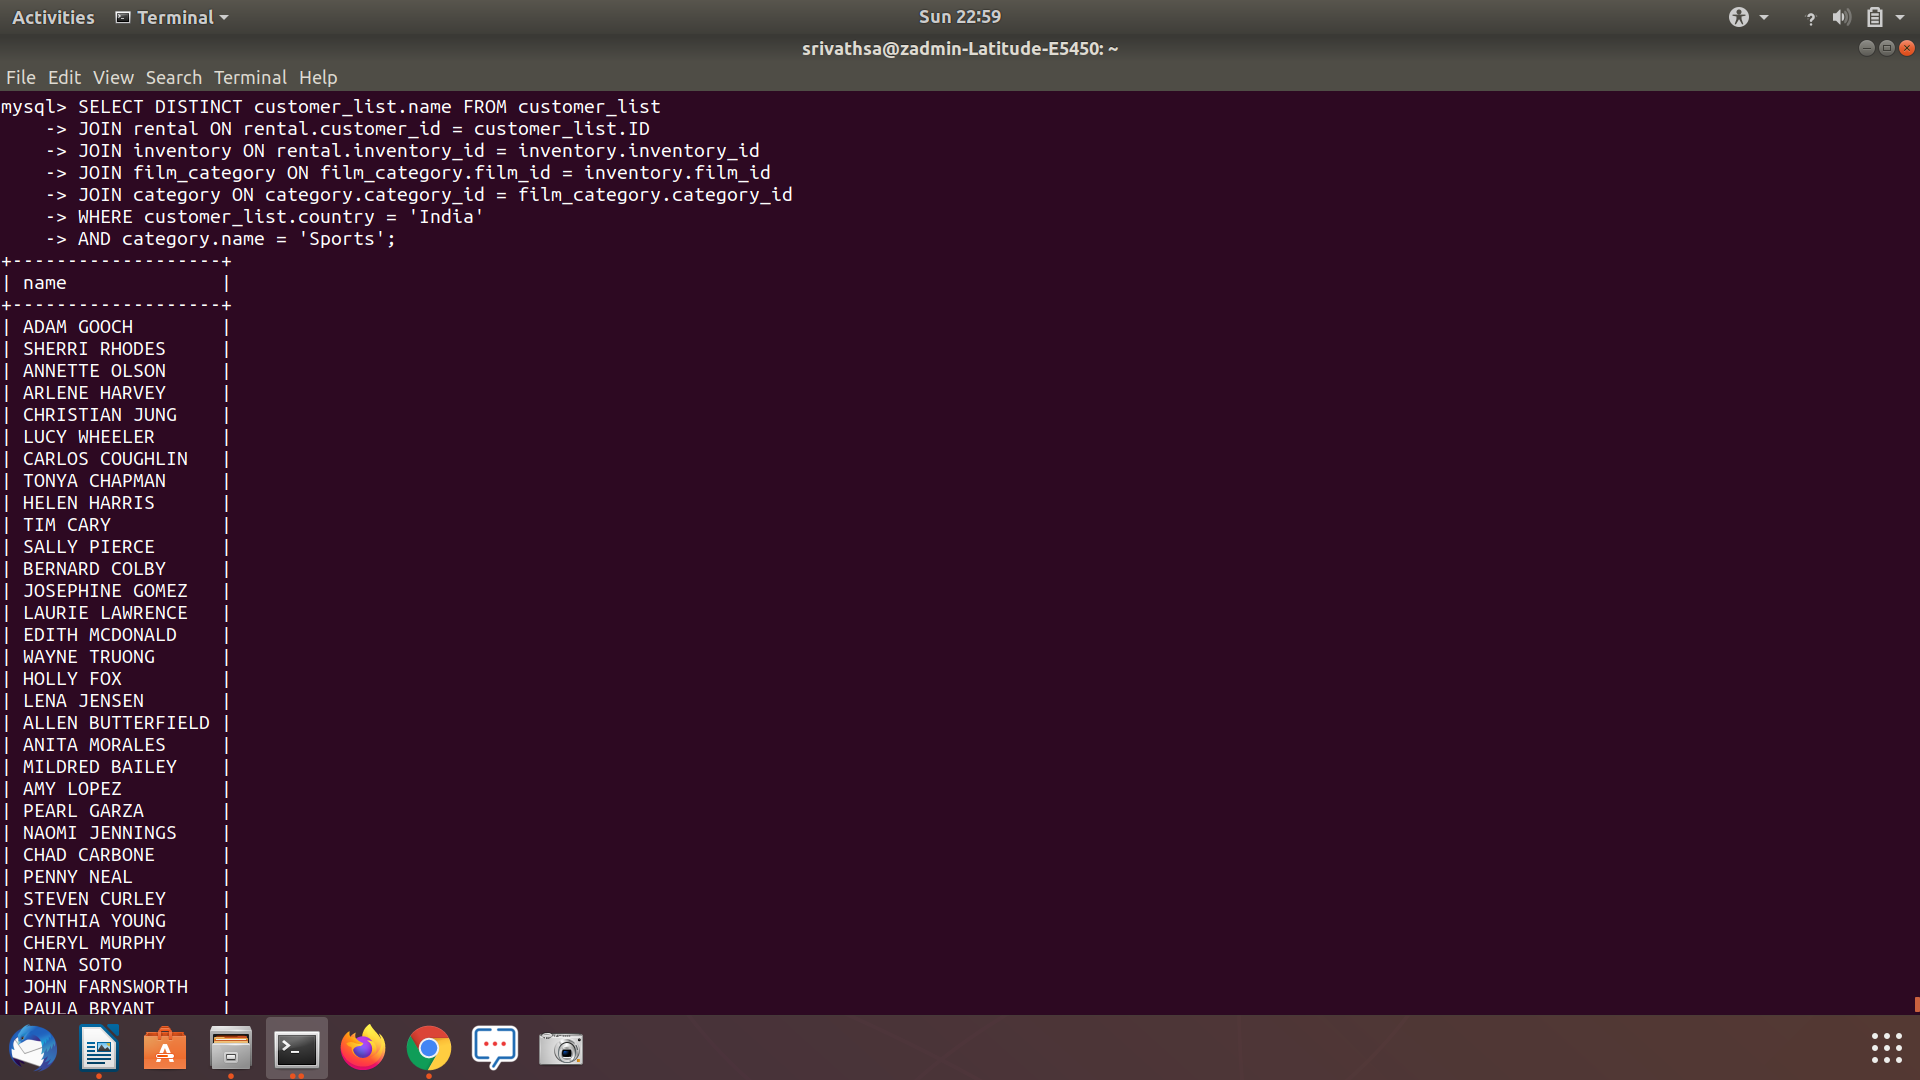 Activities Terminal Sun 22:59
srivathsa@zadmin-Latitude-E5450: ~
File Edit View Search Terminal Help
mysql> SELECT DISTINCT customer_list.name FROM customer_list
    -> JOIN rental ON rental.customer_id = customer_list.ID
    -> JOIN inventory ON rental.inventory_id = inventory.inventory_id
    -> JOIN film_category ON film_category.film_id = inventory.film_id
    -> JOIN category ON category.category_id = film_category.category_id
    -> WHERE customer_list.country = 'India'
    -> AND category.name = 'Sports';
+-------------------+
| name              |
+-------------------+
| ADAM GOOCH        |
| SHERRI RHODES     |
| ANNETTE OLSON     |
| ARLENE HARVEY     |
| CHRISTIAN JUNG    |
| LUCY WHEELER      |
| CARLOS COUGHLIN   |
| TONYA CHAPMAN     |
| HELEN HARRIS      |
| TIM CARY          |
| SALLY PIERCE      |
| BERNARD COLBY     |
| JOSEPHINE GOMEZ   |
| LAURIE LAWRENCE   |
| EDITH MCDONALD    |
| WAYNE TRUONG      |
| HOLLY FOX         |
| LENA JENSEN       |
| ALLEN BUTTERFIELD |
| ANITA MORALES     |
| MILDRED BAILEY    |
| AMY LOPEZ         |
| PEARL GARZA       |
| NAOMI JENNINGS    |
| CHAD CARBONE      |
| PENNY NEAL        |
| STEVEN CURLEY     |
| CYNTHIA YOUNG     |
| CHERYL MURPHY     |
| NINA SOTO         |
| JOHN FARNSWORTH   |
| PAULA BRYANT      |